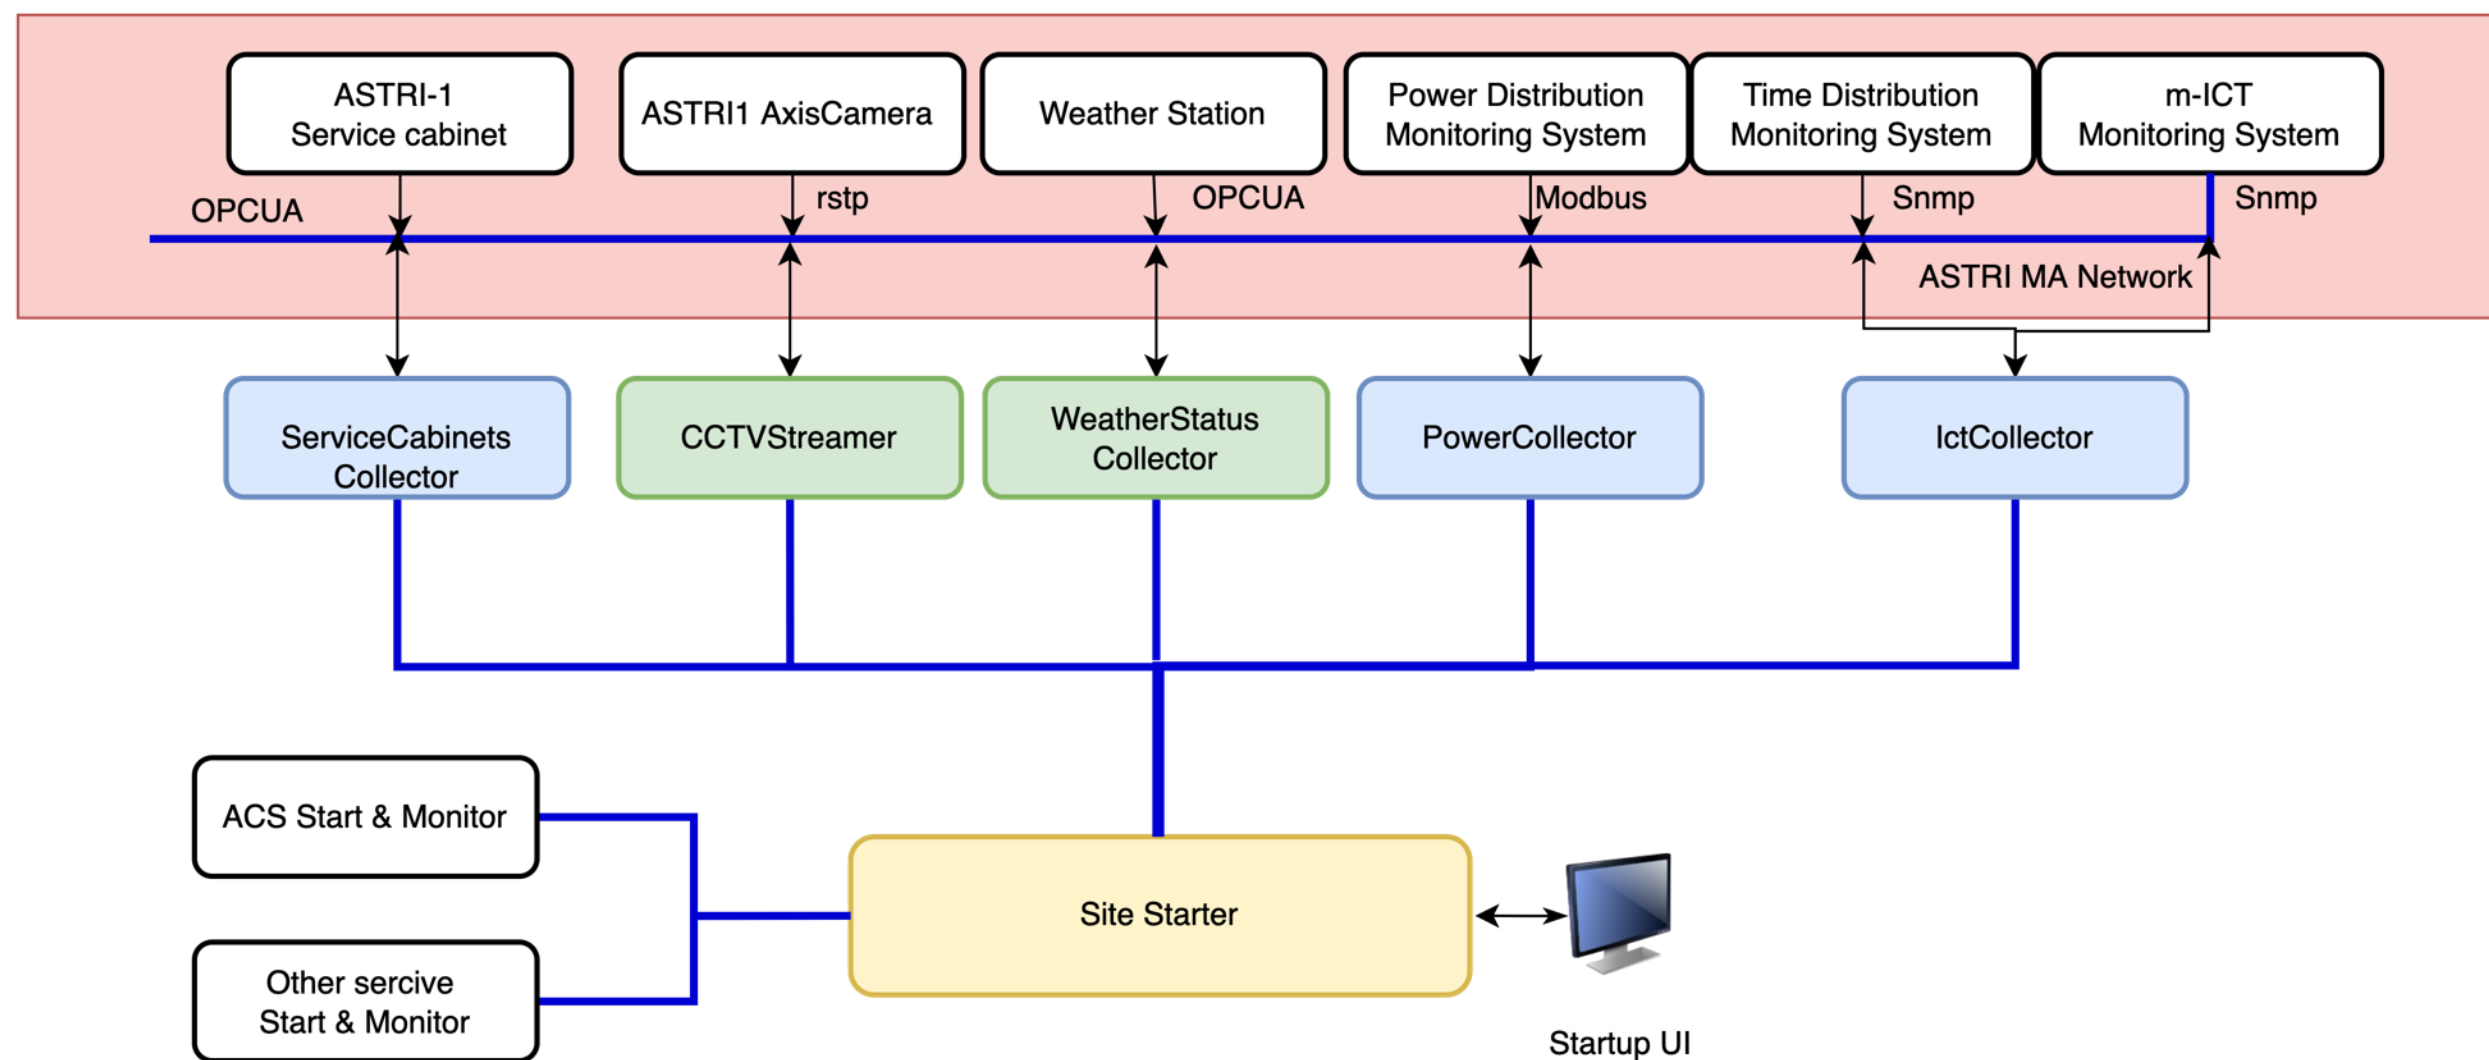 ASTRI-1
Service cabinet
ASTRI1 AxisCamera
Weather Station
Power Distribution
Monitoring System
Time Distribution
Monitoring System
m-ICT
Monitoring System
OPCUA
rstp
OPCUA
Modbus
Snmp
Snmp
ASTRI MA Network
ServiceCabinets
Collector
CCTVStreamer
WeatherStatus
Collector
PowerCollector
IctCollector
ACS Start & Monitor
Site Starter
Other sercive
Start & Monitor
Startup UI